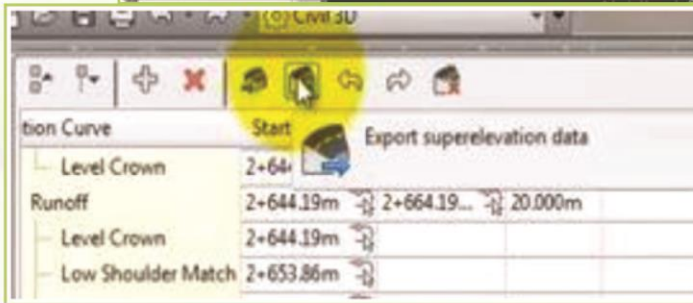 Civil 3D
tion Curve Start
Export superelevation data
Level Crown 2+64
Runoff 2+644.19m 2+664.19... 20.000m
Level Crown 2+644.19m
Low Shoulder Match 2+653.86m